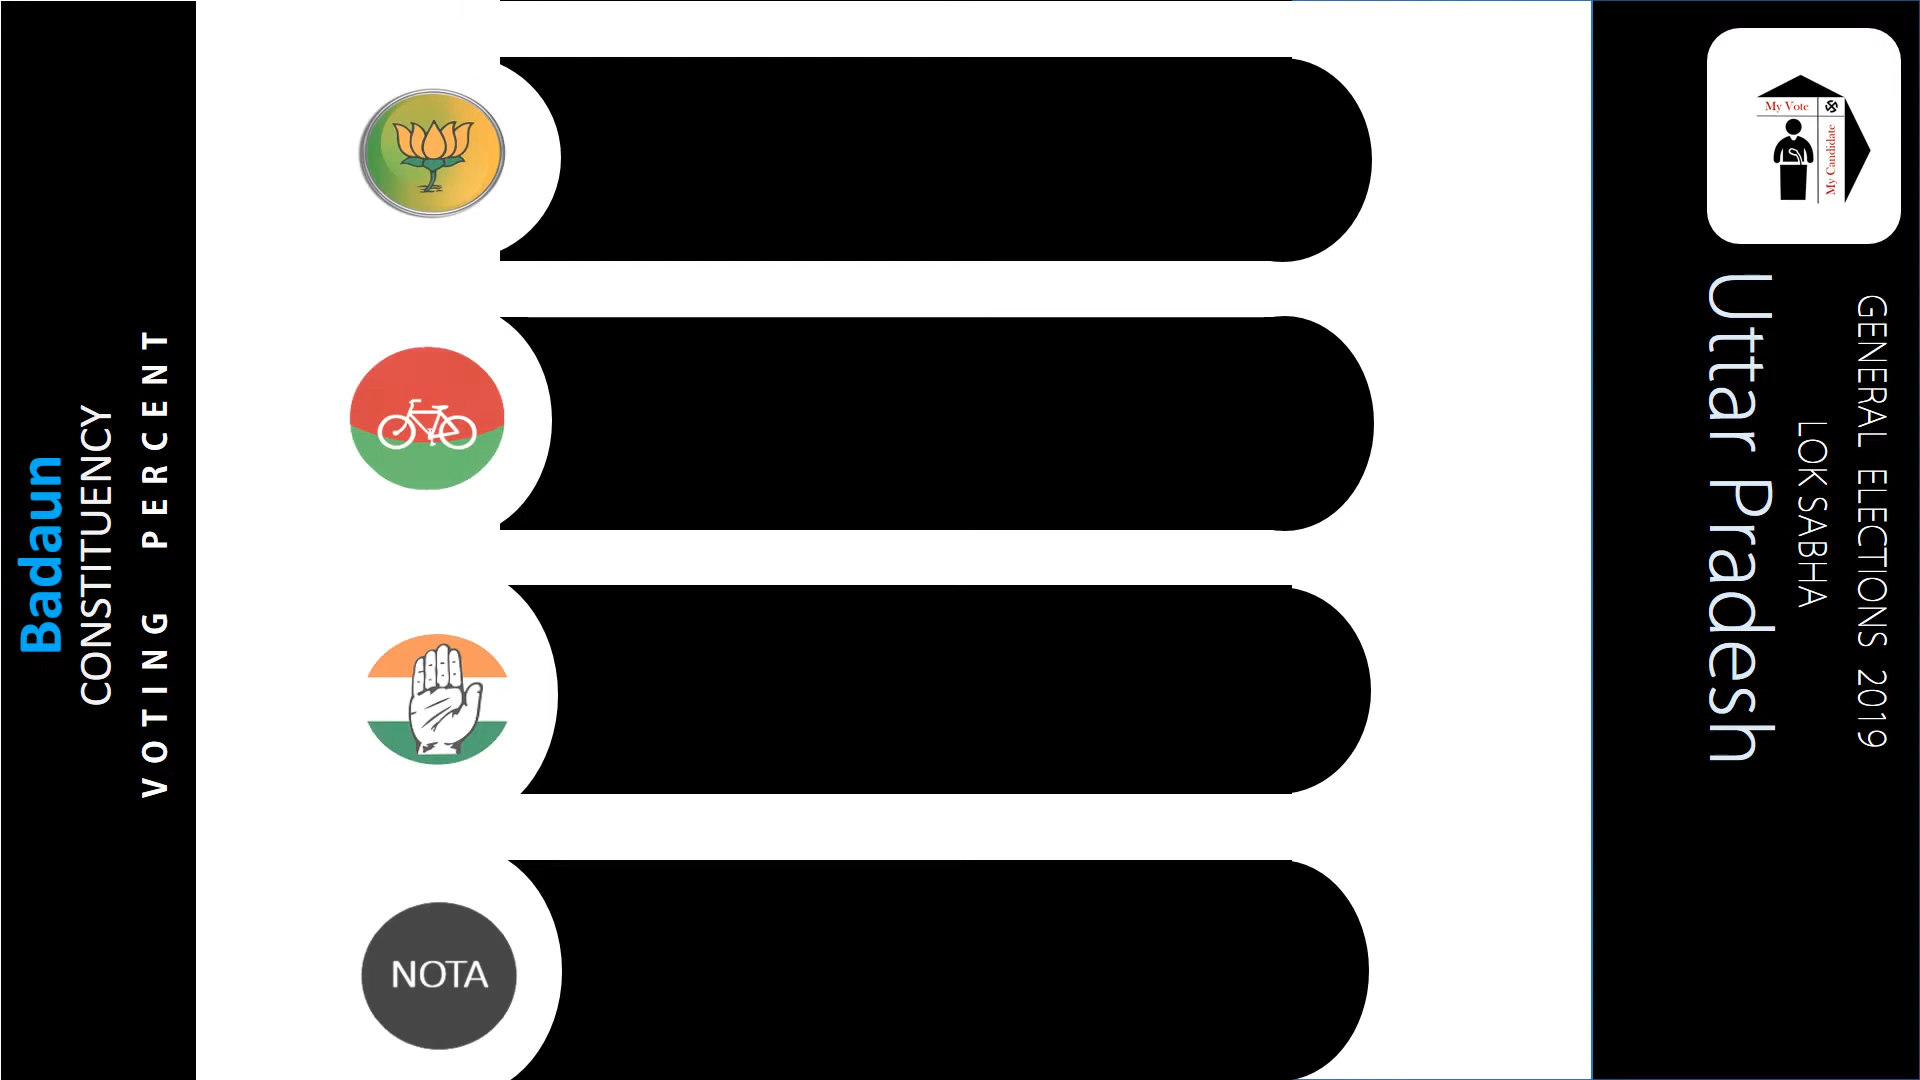 Badaun
CONSTITUENCY
VOTING PERCENT
NOTA
My Vote
My Candidate
GENERAL ELECTIONS 2019
LOK SABHA
Uttar Pradesh